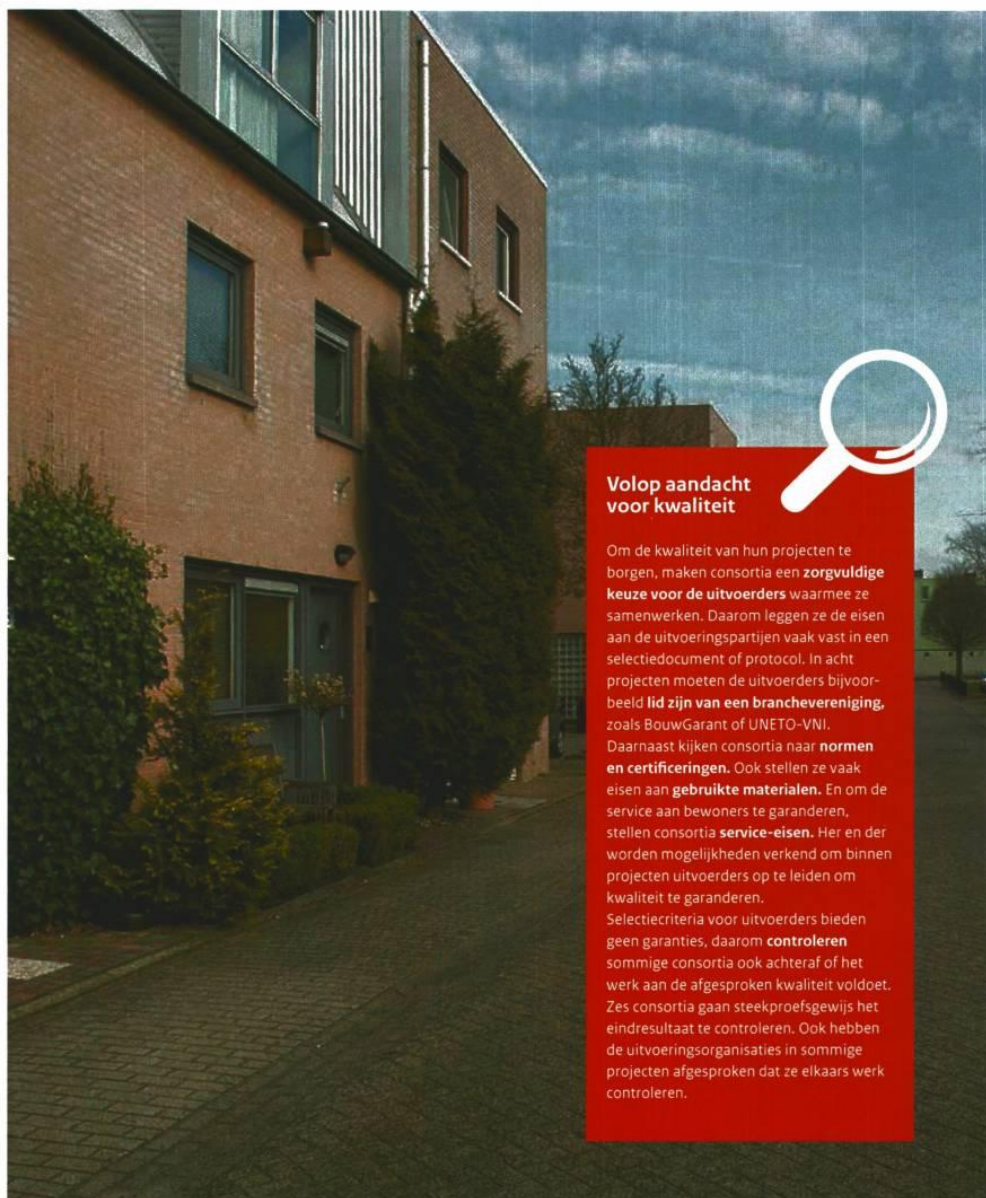 Volop aandacht
voor kwaliteit
Om de kwaliteit van hun projecten te
borgen, maken consortia een zorgvuldige
keuze voor de uitvoerders waarmee ze
samenwerken. Daarom leggen ze de eisen
aan de uitvoeringspartijen vaak vast in een
selectiedocument of protocol. In acht
projecten moeten de uitvoerders bijvoor-
beeld lid zijn van een branchevereniging,
zoals BouwGarant of UNETO-VNI.
Daarnaast kijken consortia naar normen
en certificeringen. Ook stellen ze vaak
eisen aan gebruikte materialen. En om de
service aan bewoners te garanderen,
stellen consortia service-eisen. Her en der
worden mogelijkheden verkend om binnen
projecten uitvoerders op te leiden om
kwaliteit te garanderen.
Selectiecriteria voor uitvoerders bieden
geen garanties, daarom controleren
sommige consortia ook achteraf of het
werk aan de afgesproken kwaliteit voldoet.
Zes consortia gaan steekproefsgewijs het
eindresultaat te controleren. Ook hebben
de uitvoeringsorganisaties in sommige
projecten afgesproken dat ze elkaars werk
controleren.